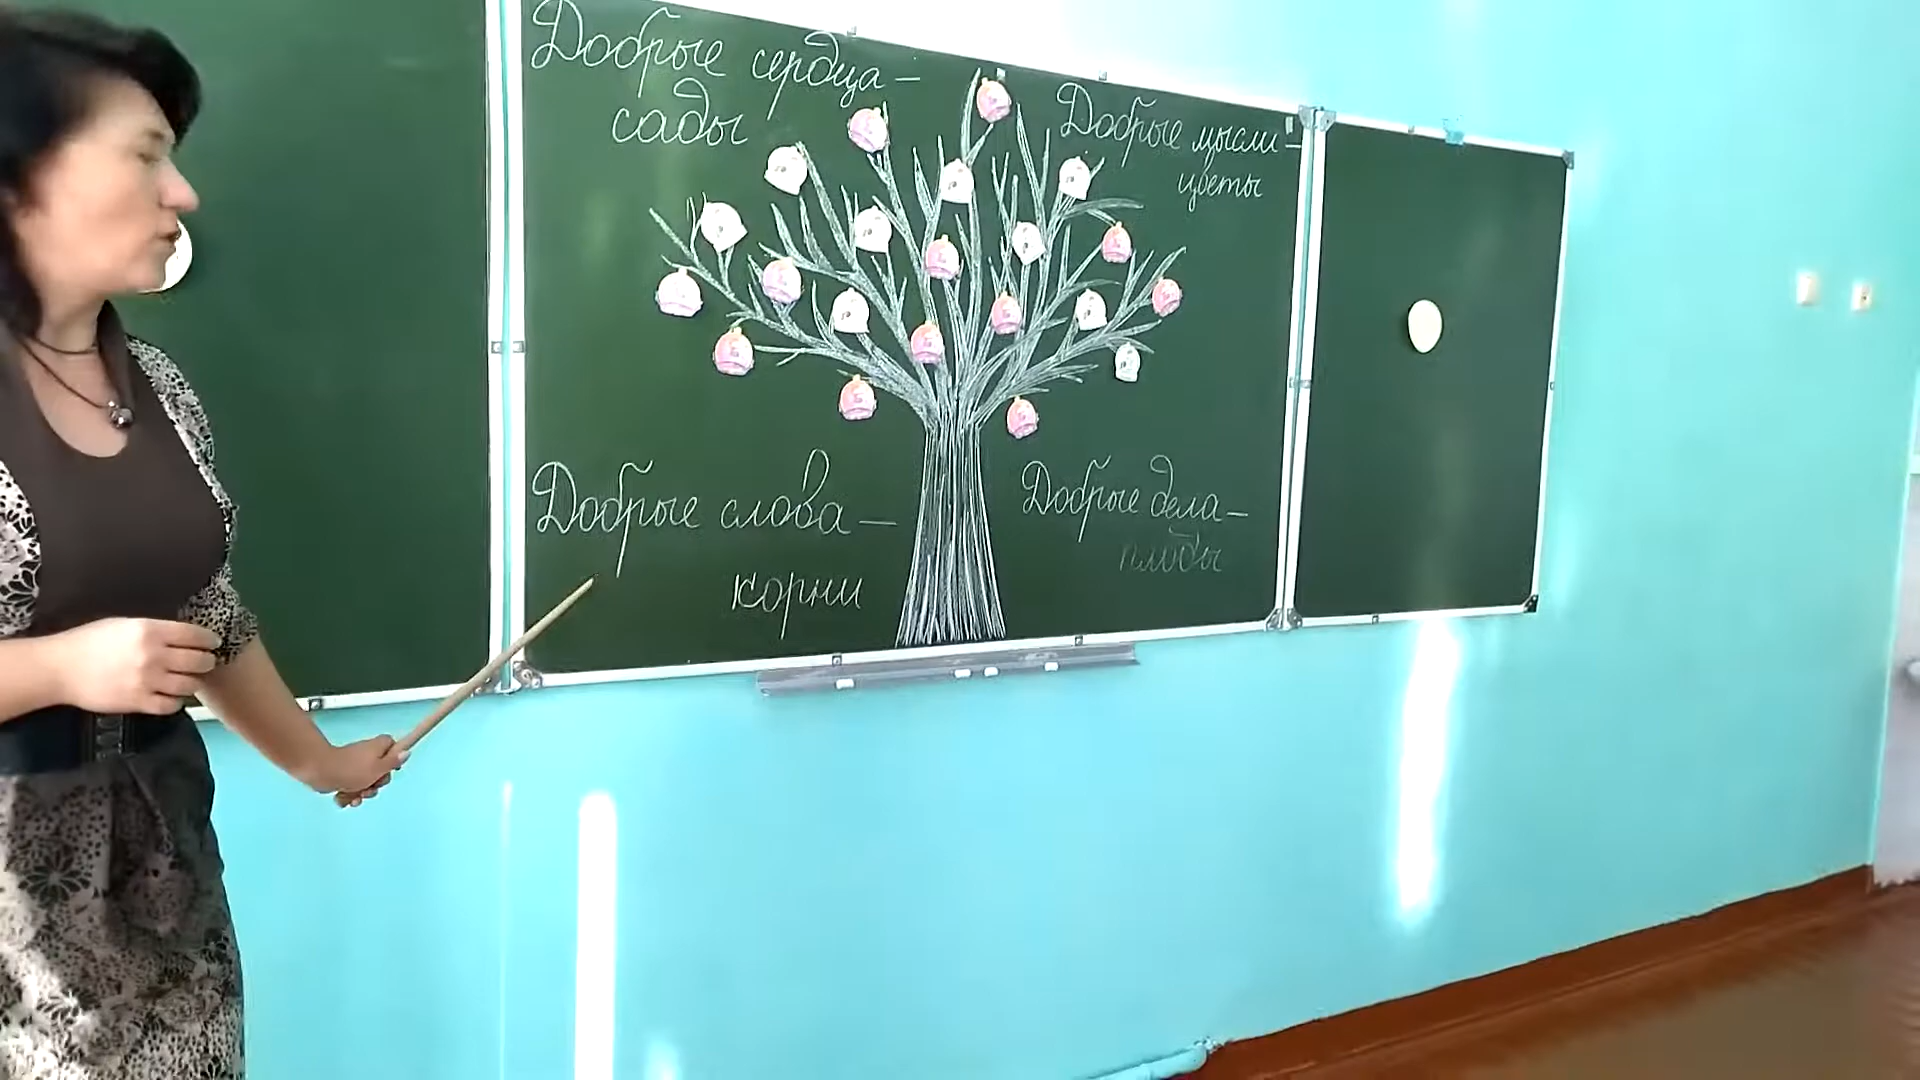 Добрые сердца –
сады
Добрые мысли –
цветы
Добрые слова –
корни
Добрые дела –
плоды